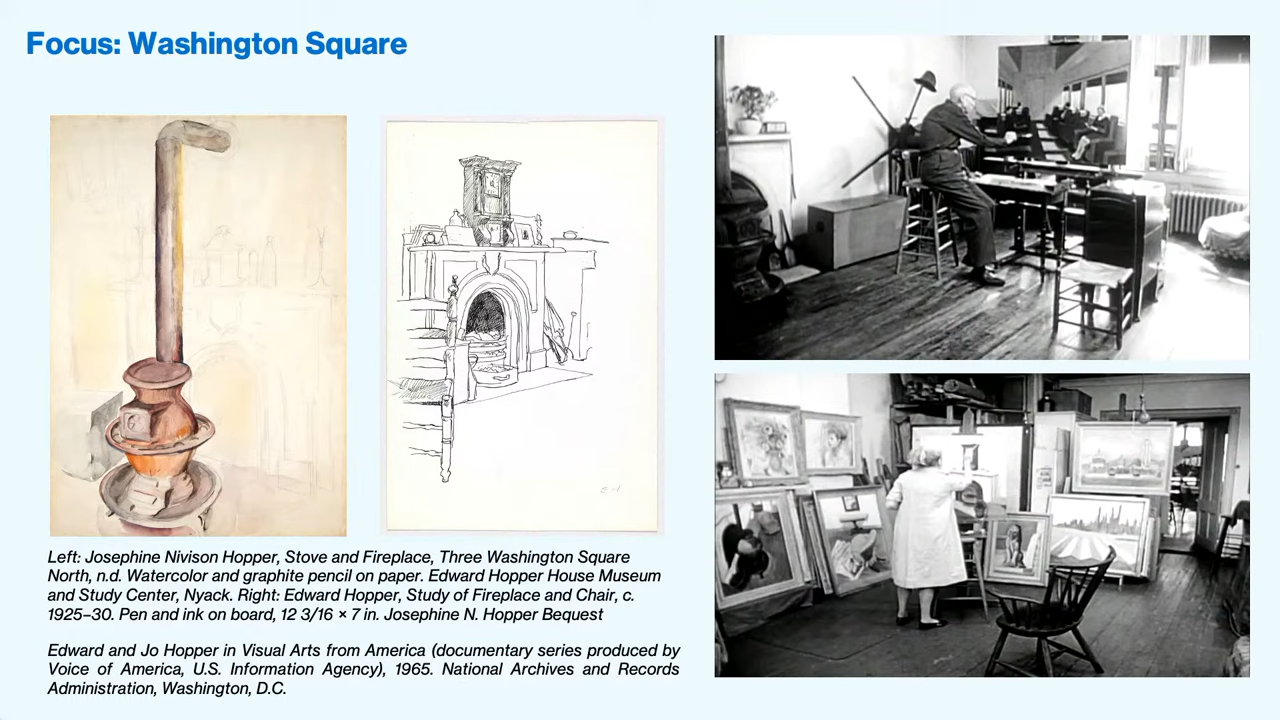 Focus: Washington Square
Left: Josephine Nivison Hopper, Stove and Fireplace, Three Washington Square
North, n.d. Watercolor and graphite pencil on paper. Edward Hopper House Museum
and Study Center, Nyack. Right: Edward Hopper, Study of Fireplace and Chair, c.
1925–30. Pen and ink on board, 12 3/16 × 7 in. Josephine N. Hopper Bequest
Edward and Jo Hopper in Visual Arts from America (documentary series produced by
Voice of America, U.S. Information Agency), 1965. National Archives and Records
Administration, Washington, D.C.